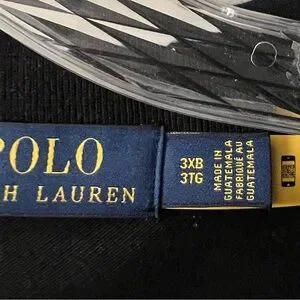 POLO
H LAUREN
3XB
3TG
MADE IN
GUATEMALA
FABRIQUÉ AU
GUATEMALA